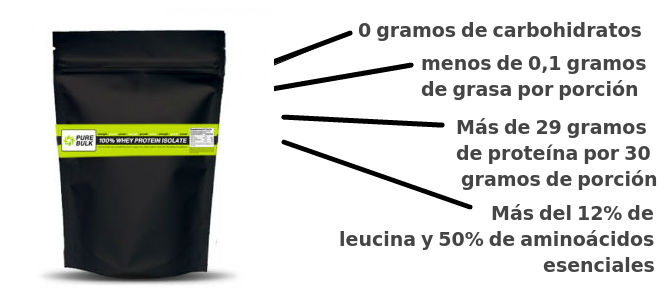 PURE
BULK
100% WHEY PROTEIN ISOLATE
0 gramos de carbohidratos
menos de 0,1 gramos
de grasa por porción
Más de 29 gramos
de proteína por 30
gramos de porción
Más del 12% de
leucina y 50% de aminoácidos
esenciales